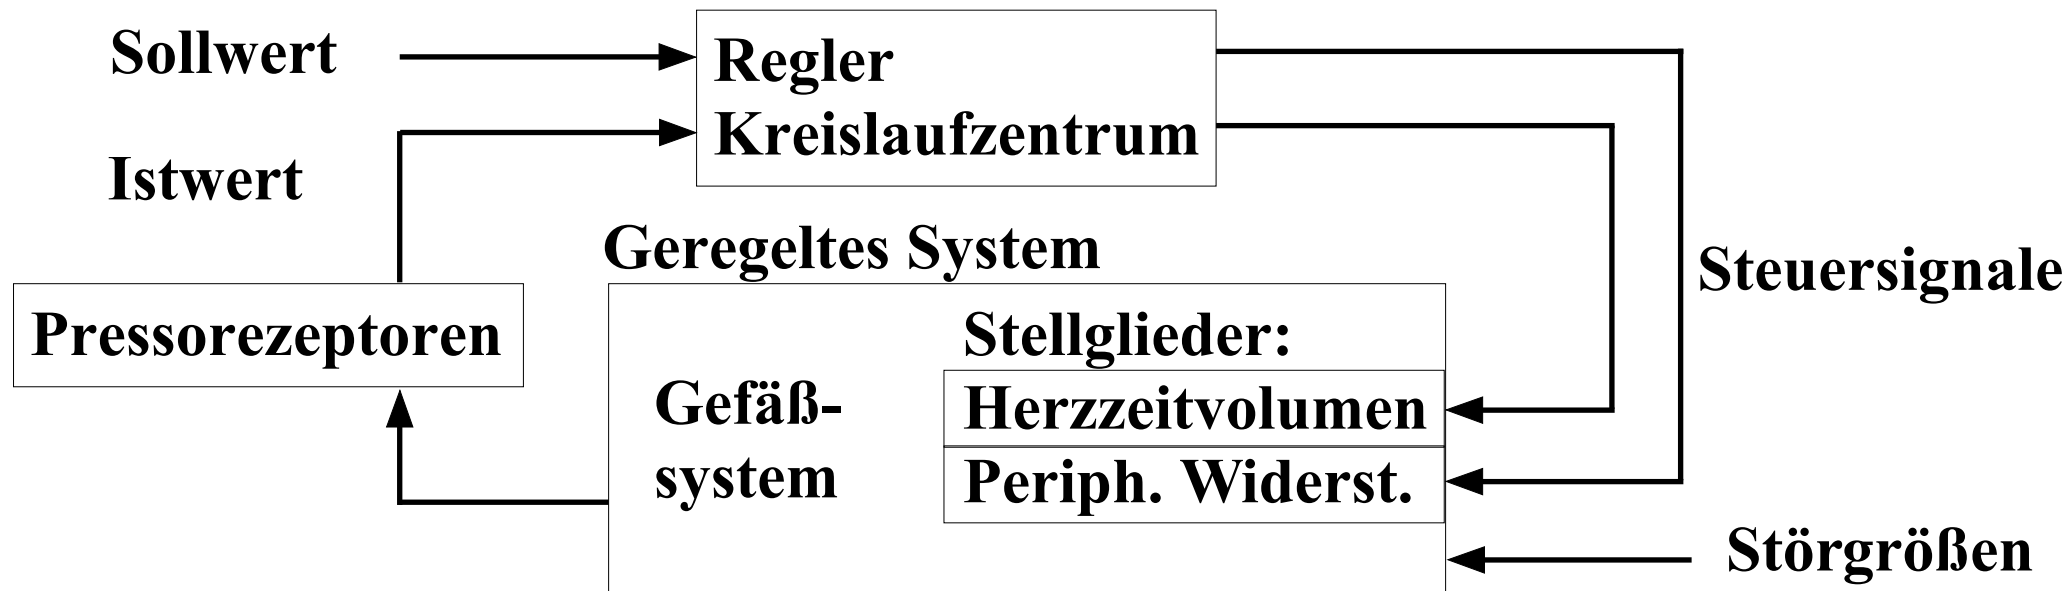 Sollwert
Regler
Kreislaufzentrum
Istwert
Geregeltes System
Steuersignale
Pressorezeptoren
Stellglieder:
Gefäß-
system
Herzzeitvolumen
Periph. Widerst.
Störgrößen